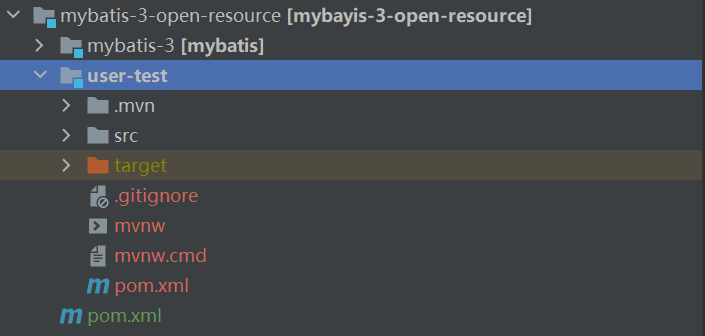 mybatis-3-open-resource [mybayis-3-open-resource]
mybatis-3 [mybatis]
user-test
.mvn
src
target
.gitignore
mvnw
mvnw.cmd
pom.xml
pom.xml